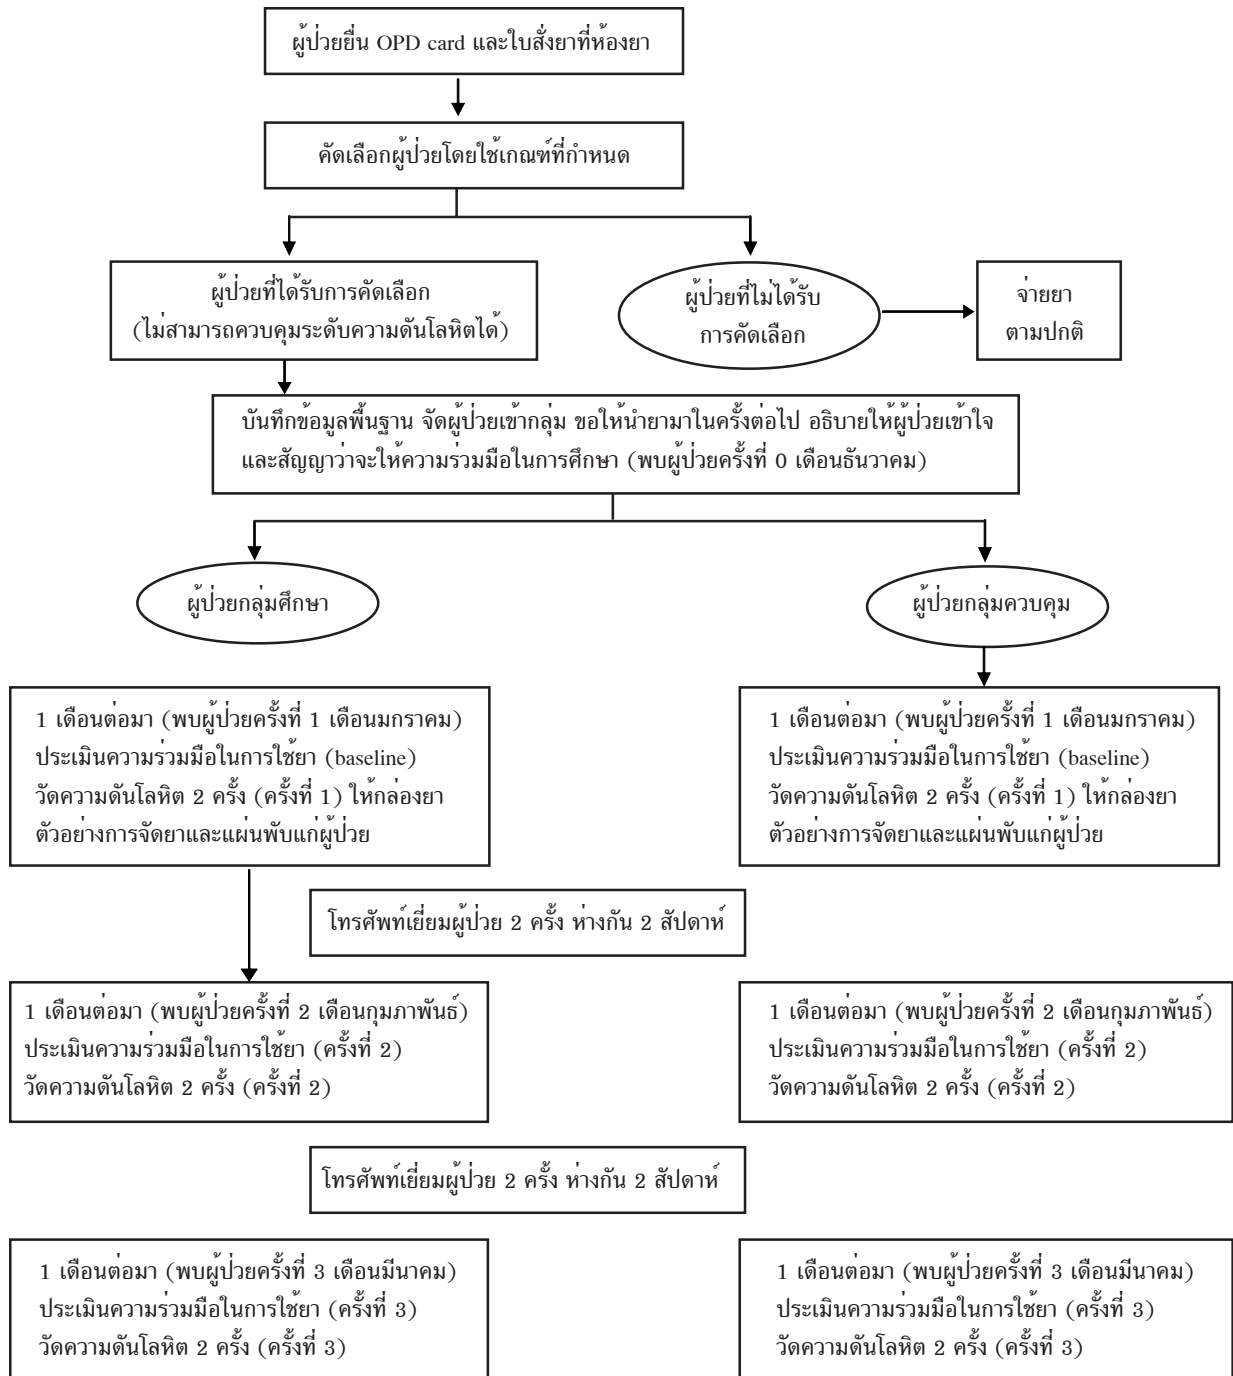 ผู้ป่วยยื่น OPD card และใบสั่งยาที่ห้องยา
คัดเลือกผู้ป่วยโดยใช้เกณฑ์ที่กำหนด
ผู้ป่วยที่ได้รับการคัดเลือก
(ไม่สามารถควบคุมระดับความดันโลหิตได้)
ผู้ป่วยที่ไม่ได้รับ
การคัดเลือก
จ่ายยา
ตามปกติ
บันทึกข้อมูลพื้นฐาน จัดผู้ป่วยเข้ากลุ่ม ขอให้นำยามาในครั้งต่อไป อธิบายให้ผู้ป่วยเข้าใจ
และสัญญาว่าจะให้ความร่วมมือในการศึกษา (พบผู้ป่วยครั้งที่ 0 เดือนธันวาคม)
ผู้ป่วยกลุ่มศึกษา
ผู้ป่วยกลุ่มควบคุม
1 เดือนต่อมา (พบผู้ป่วยครั้งที่ 1 เดือนมกราคม)
ประเมินความร่วมมือในการใช้ยา (baseline)
วัดความดันโลหิต 2 ครั้ง (ครั้งที่ 1) ให้กล่องยา
ตัวอย่างการจัดยาและแผ่นพับแก่ผู้ป่วย
1 เดือนต่อมา (พบผู้ป่วยครั้งที่ 1 เดือนมกราคม)
ประเมินความร่วมมือในการใช้ยา (baseline)
วัดความดันโลหิต 2 ครั้ง (ครั้งที่ 1) ให้กล่องยา
ตัวอย่างการจัดยาและแผ่นพับแก่ผู้ป่วย
โทรศัพท์เยี่ยมผู้ป่วย 2 ครั้ง ห่างกัน 2 สัปดาห์
1 เดือนต่อมา (พบผู้ป่วยครั้งที่ 2 เดือนกุมภาพันธ์)
ประเมินความร่วมมือในการใช้ยา (ครั้งที่ 2)
วัดความดันโลหิต 2 ครั้ง (ครั้งที่ 2)
1 เดือนต่อมา (พบผู้ป่วยครั้งที่ 2 เดือนกุมภาพันธ์)
ประเมินความร่วมมือในการใช้ยา (ครั้งที่ 2)
วัดความดันโลหิต 2 ครั้ง (ครั้งที่ 2)
โทรศัพท์เยี่ยมผู้ป่วย 2 ครั้ง ห่างกัน 2 สัปดาห์
1 เดือนต่อมา (พบผู้ป่วยครั้งที่ 3 เดือนมีนาคม)
ประเมินความร่วมมือในการใช้ยา (ครั้งที่ 3)
วัดความดันโลหิต 2 ครั้ง (ครั้งที่ 3)
1 เดือนต่อมา (พบผู้ป่วยครั้งที่ 3 เดือนมีนาคม)
ประเมินความร่วมมือในการใช้ยา (ครั้งที่ 3)
วัดความดันโลหิต 2 ครั้ง (ครั้งที่ 3)